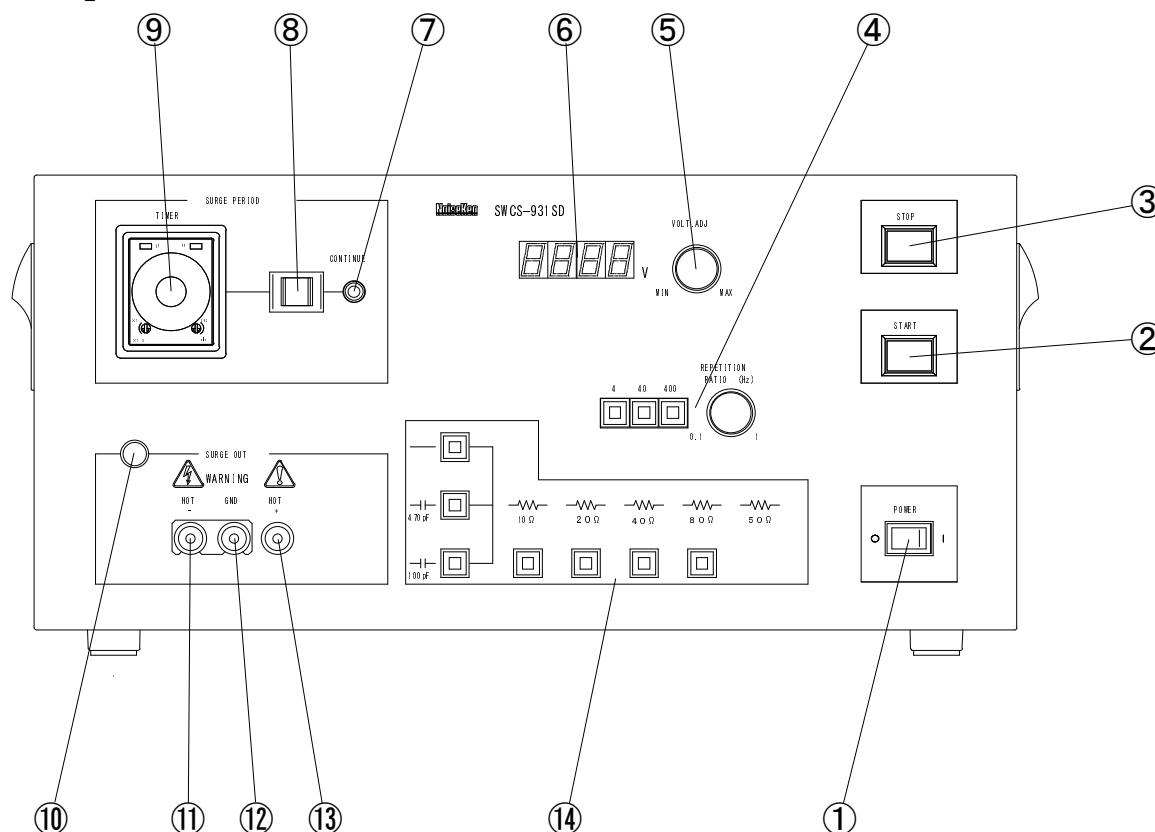 ⑨ ⑧ ⑦ ⑥ ⑤ ④
SURGE PERIOD
TIMER
CONTINUE
NoiseKen SWCS-931SD
V
VOLT.ADJ
MIN MAX
STOP
③
START
②
REPETITION
RATIO (Hz)
4 40 400
0.1 1
SURGE OUT
WARNING
HOT GND HOT
- +
470pF
100pF
10Ω 20Ω 40Ω 80Ω 50Ω
POWER
O I
⑩ ⑪ ⑫ ⑬ ⑭ ①